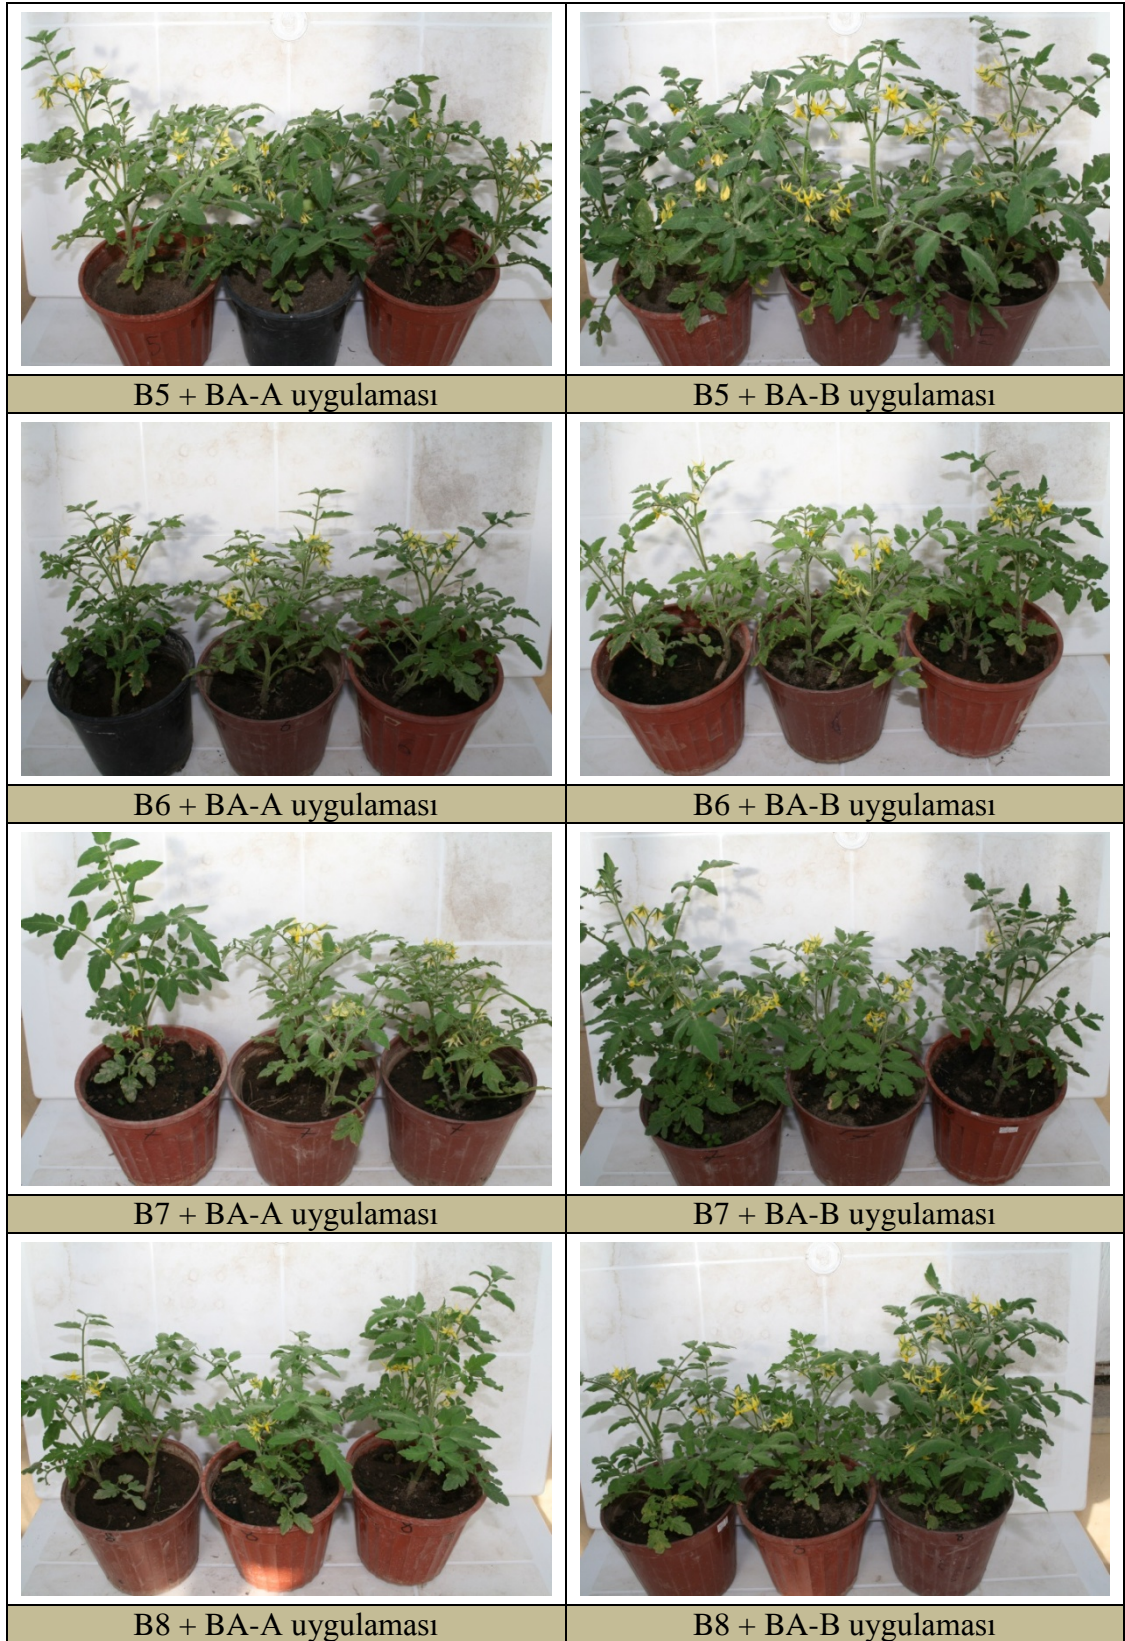 B5 + BA-A uygulaması
B5 + BA-B uygulaması
B6 + BA-A uygulaması
B6 + BA-B uygulaması
B7 + BA-A uygulaması
B7 + BA-B uygulaması
B8 + BA-A uygulaması
B8 + BA-B uygulaması